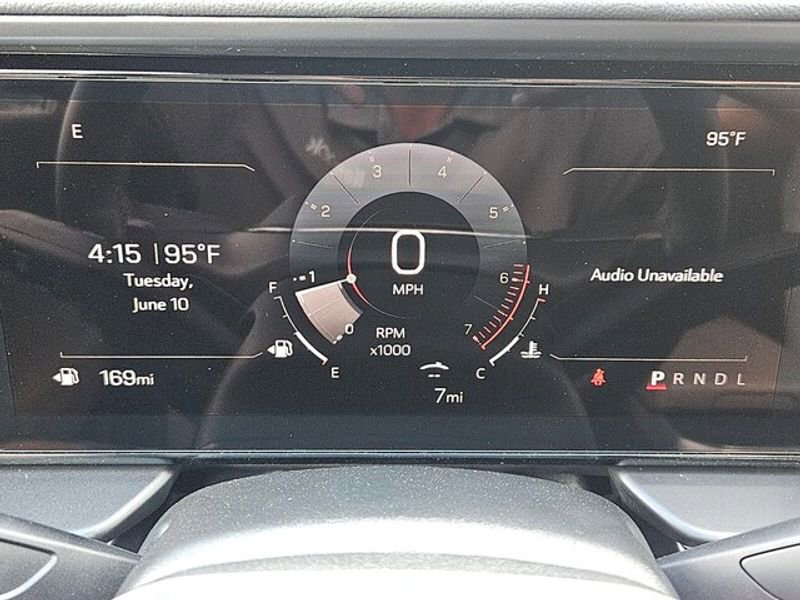 E
95°F
4:15 | 95°F
Tuesday,
June 10
169mi
0
MPH
0
1
2
3
4
5
6
7
RPM
x1000
F
E
H
C
7mi
Audio Unavailable
P R N D L